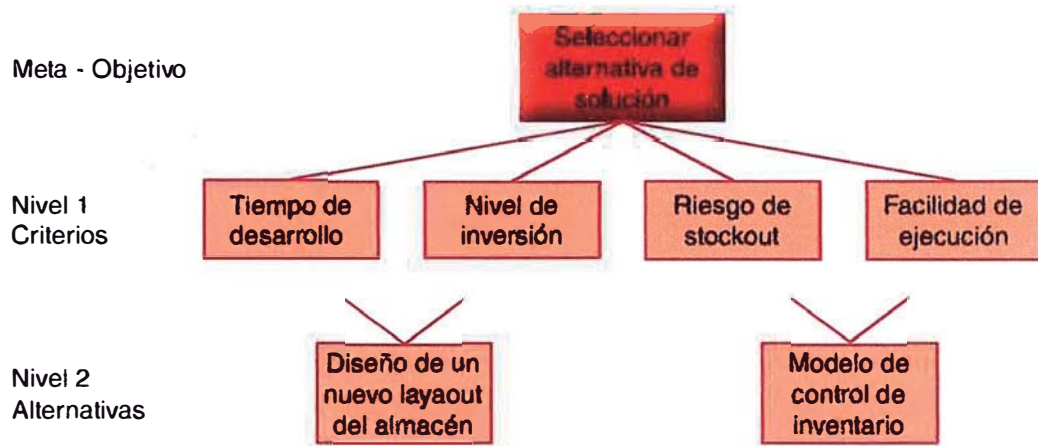 Meta - Objetivo
Seleccionar
alternativa de
solución
Nivel 1
Criterios
Tiempo de
desarrollo
Nivel de
inversión
Riesgo de
stockout
Facilidad de
ejecución
Nivel 2
Alternativas
Diseño de un
nuevo layaout
del almacén
Modelo de
control de
inventario